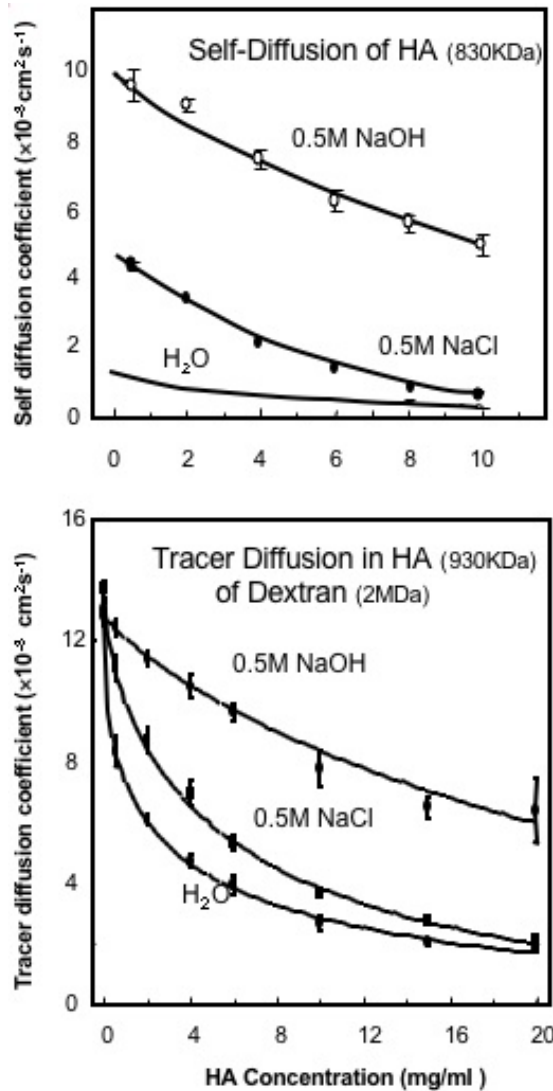 Self-Diffusion of HA (830KDa)
Self diffusion coefficient (×10⁻⁸cm²s⁻¹)
10
8
6
4
2
0
0.5M NaOH
0.5M NaCl
H₂O
0 2 4 6 8 10
Tracer Diffusion in HA (930KDa)
of Dextran (2MDa)
Tracer diffusion coefficient (×10⁻⁸ cm²s⁻¹)
16
12
8
4
0
0.5M NaOH
0.5M NaCl
H₂O
0 4 8 12 16 20
HA Concentration (mg/ml )